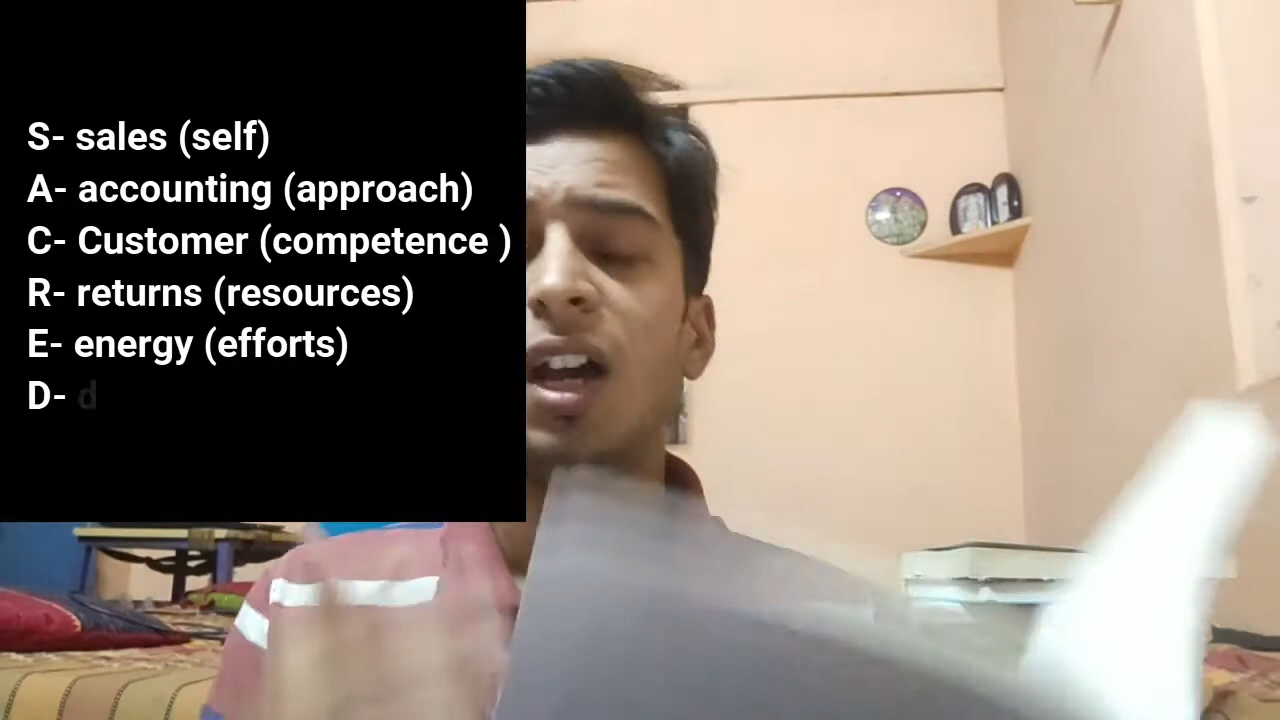 S- sales (self)
A- accounting (approach)
C- Customer (competence )
R- returns (resources)
E- energy (efforts)
D- d